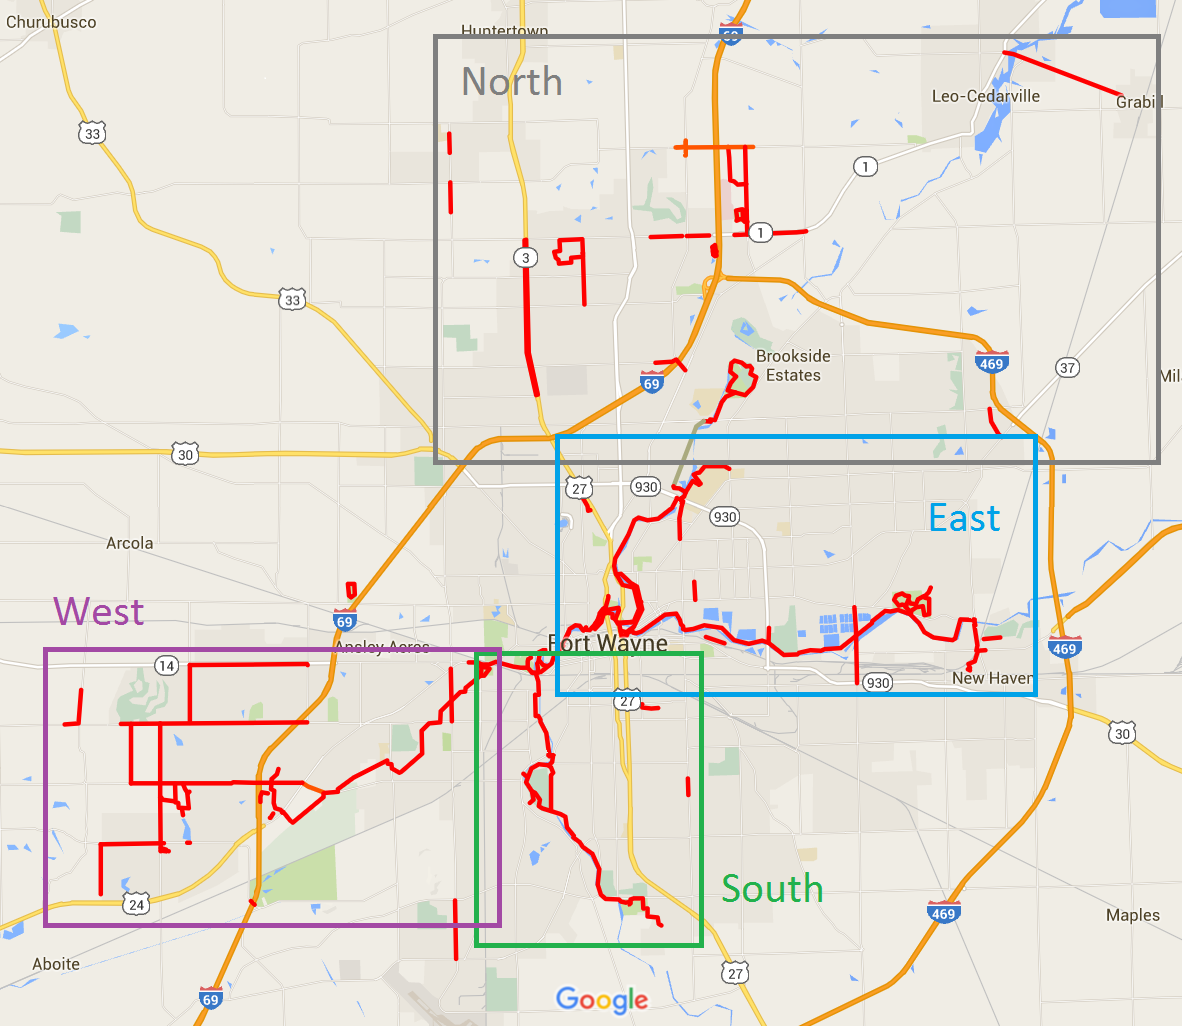 Churubusco
Huntertown
69
North
Leo-Cedarville
Grabill
33
1
1
3
33
Brookside
Estates
469
37
69
30
27
930
930
East
Arcola
West
69
Ansley Acres
Fort Wayne
469
14
New Haven
930
27
30
South
24
469
Maples
Aboite
27
69
Google